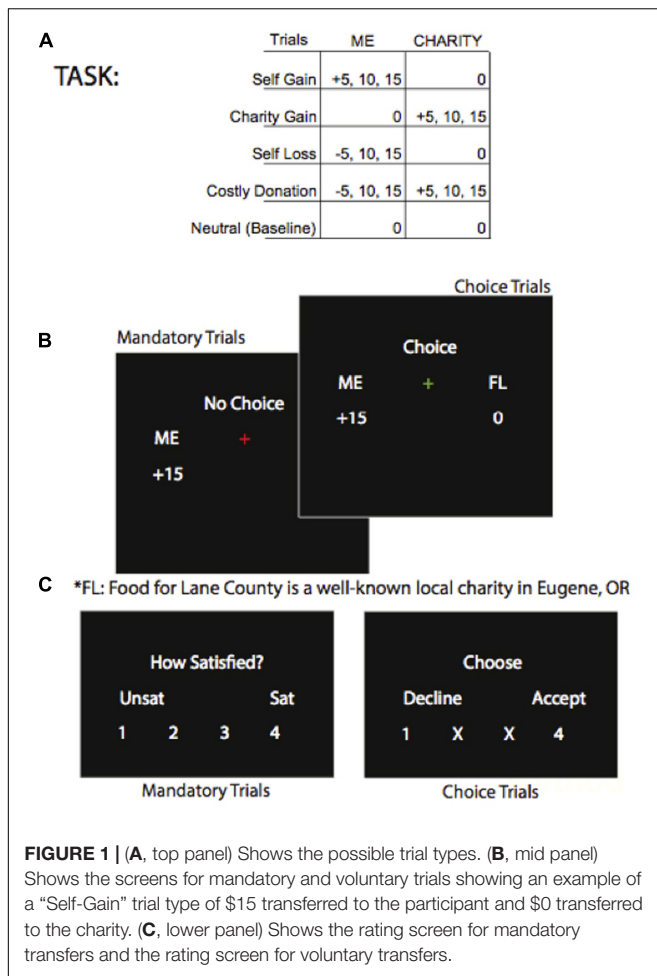 A
Trials ME CHARITY
TASK:
Self Gain +5, 10, 15 0
Charity Gain 0 +5, 10, 15
Self Loss -5, 10, 15 0
Costly Donation -5, 10, 15 +5, 10, 15
Neutral (Baseline) 0 0
Choice Trials
B
Mandatory Trials
Choice
ME + FL
+15 0
No Choice
ME +
+15
C *FL: Food for Lane County is a well-known local charity in Eugene, OR
How Satisfied?
Unsat Sat
1 2 3 4
Mandatory Trials
Choose
Decline Accept
1 X X 4
Choice Trials
FIGURE 1 | (A, top panel) Shows the possible trial types. (B, mid panel)
Shows the screens for mandatory and voluntary trials showing an example of
a “Self-Gain” trial type of $15 transferred to the participant and $0 transferred
to the charity. (C, lower panel) Shows the rating screen for mandatory
transfers and the rating screen for voluntary transfers.